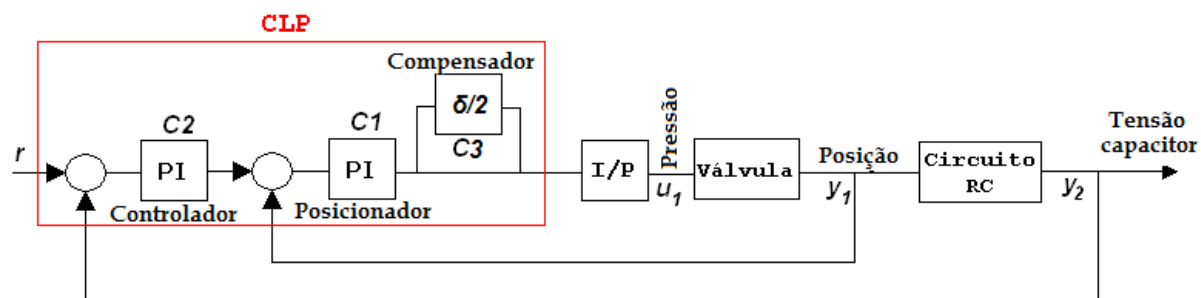 CLP
Compensador
δ/2
C3
C2
C1
r
PI
PI
Controlador
Posicionador
I/P
Pressão
u1
Válvula
Posição
y1
Circuito
RC
y2
Tensão
capacitor